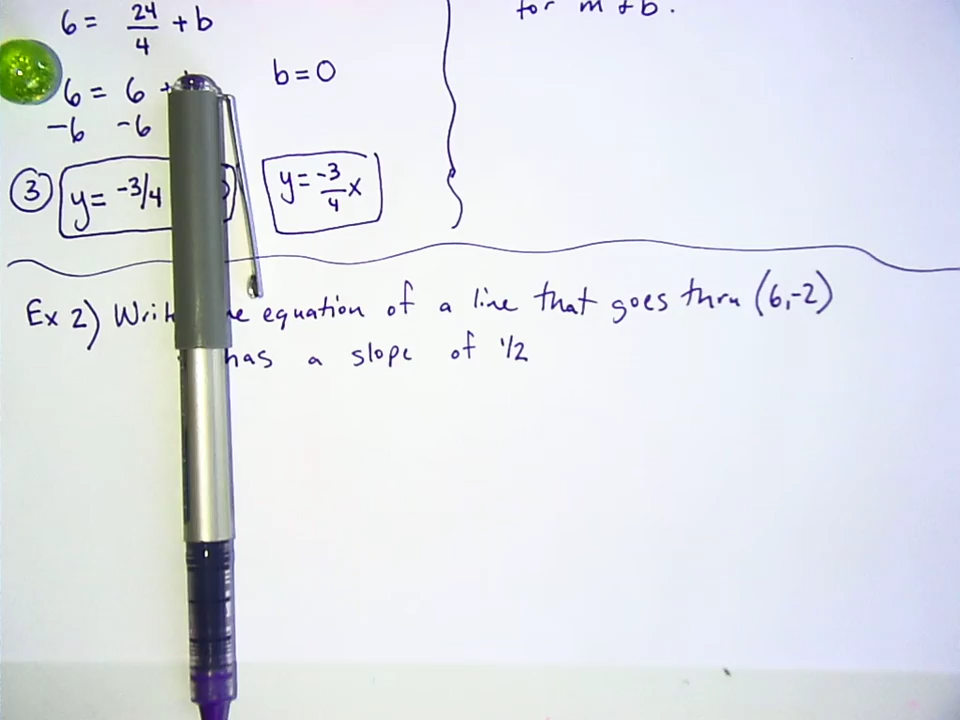 6 = 24/4 + b
for m & b.
6 = 6 +
b = 0
-6 -6
③ y = -3/4
y = -3/4 x
Ex 2) Writ equation of a line that goes thru (6,-2)
has a slope of 1/2